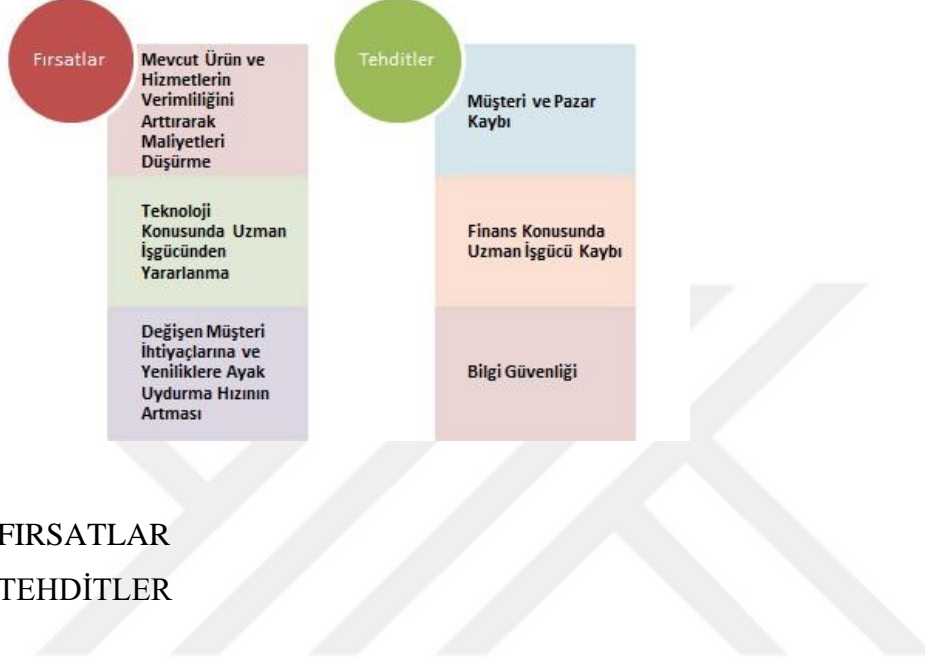 Fırsatlar
Mevcut Ürün ve
Hizmetlerin
Verimliliğini
Arttırarak
Maliyetleri
Düşürme
Teknoloji
Konusunda Uzman
İşgücünden
Yararlanma
Değişen Müşteri
İhtiyaçlarına ve
Yeniliklere Ayak
Uydurma Hızının
Artması
Tehditler
Müşteri ve Pazar
Kaybı
Finans Konusunda
Uzman İşgücü Kaybı
Bilgi Güvenliği
FIRSATLAR
TEHDİTLER